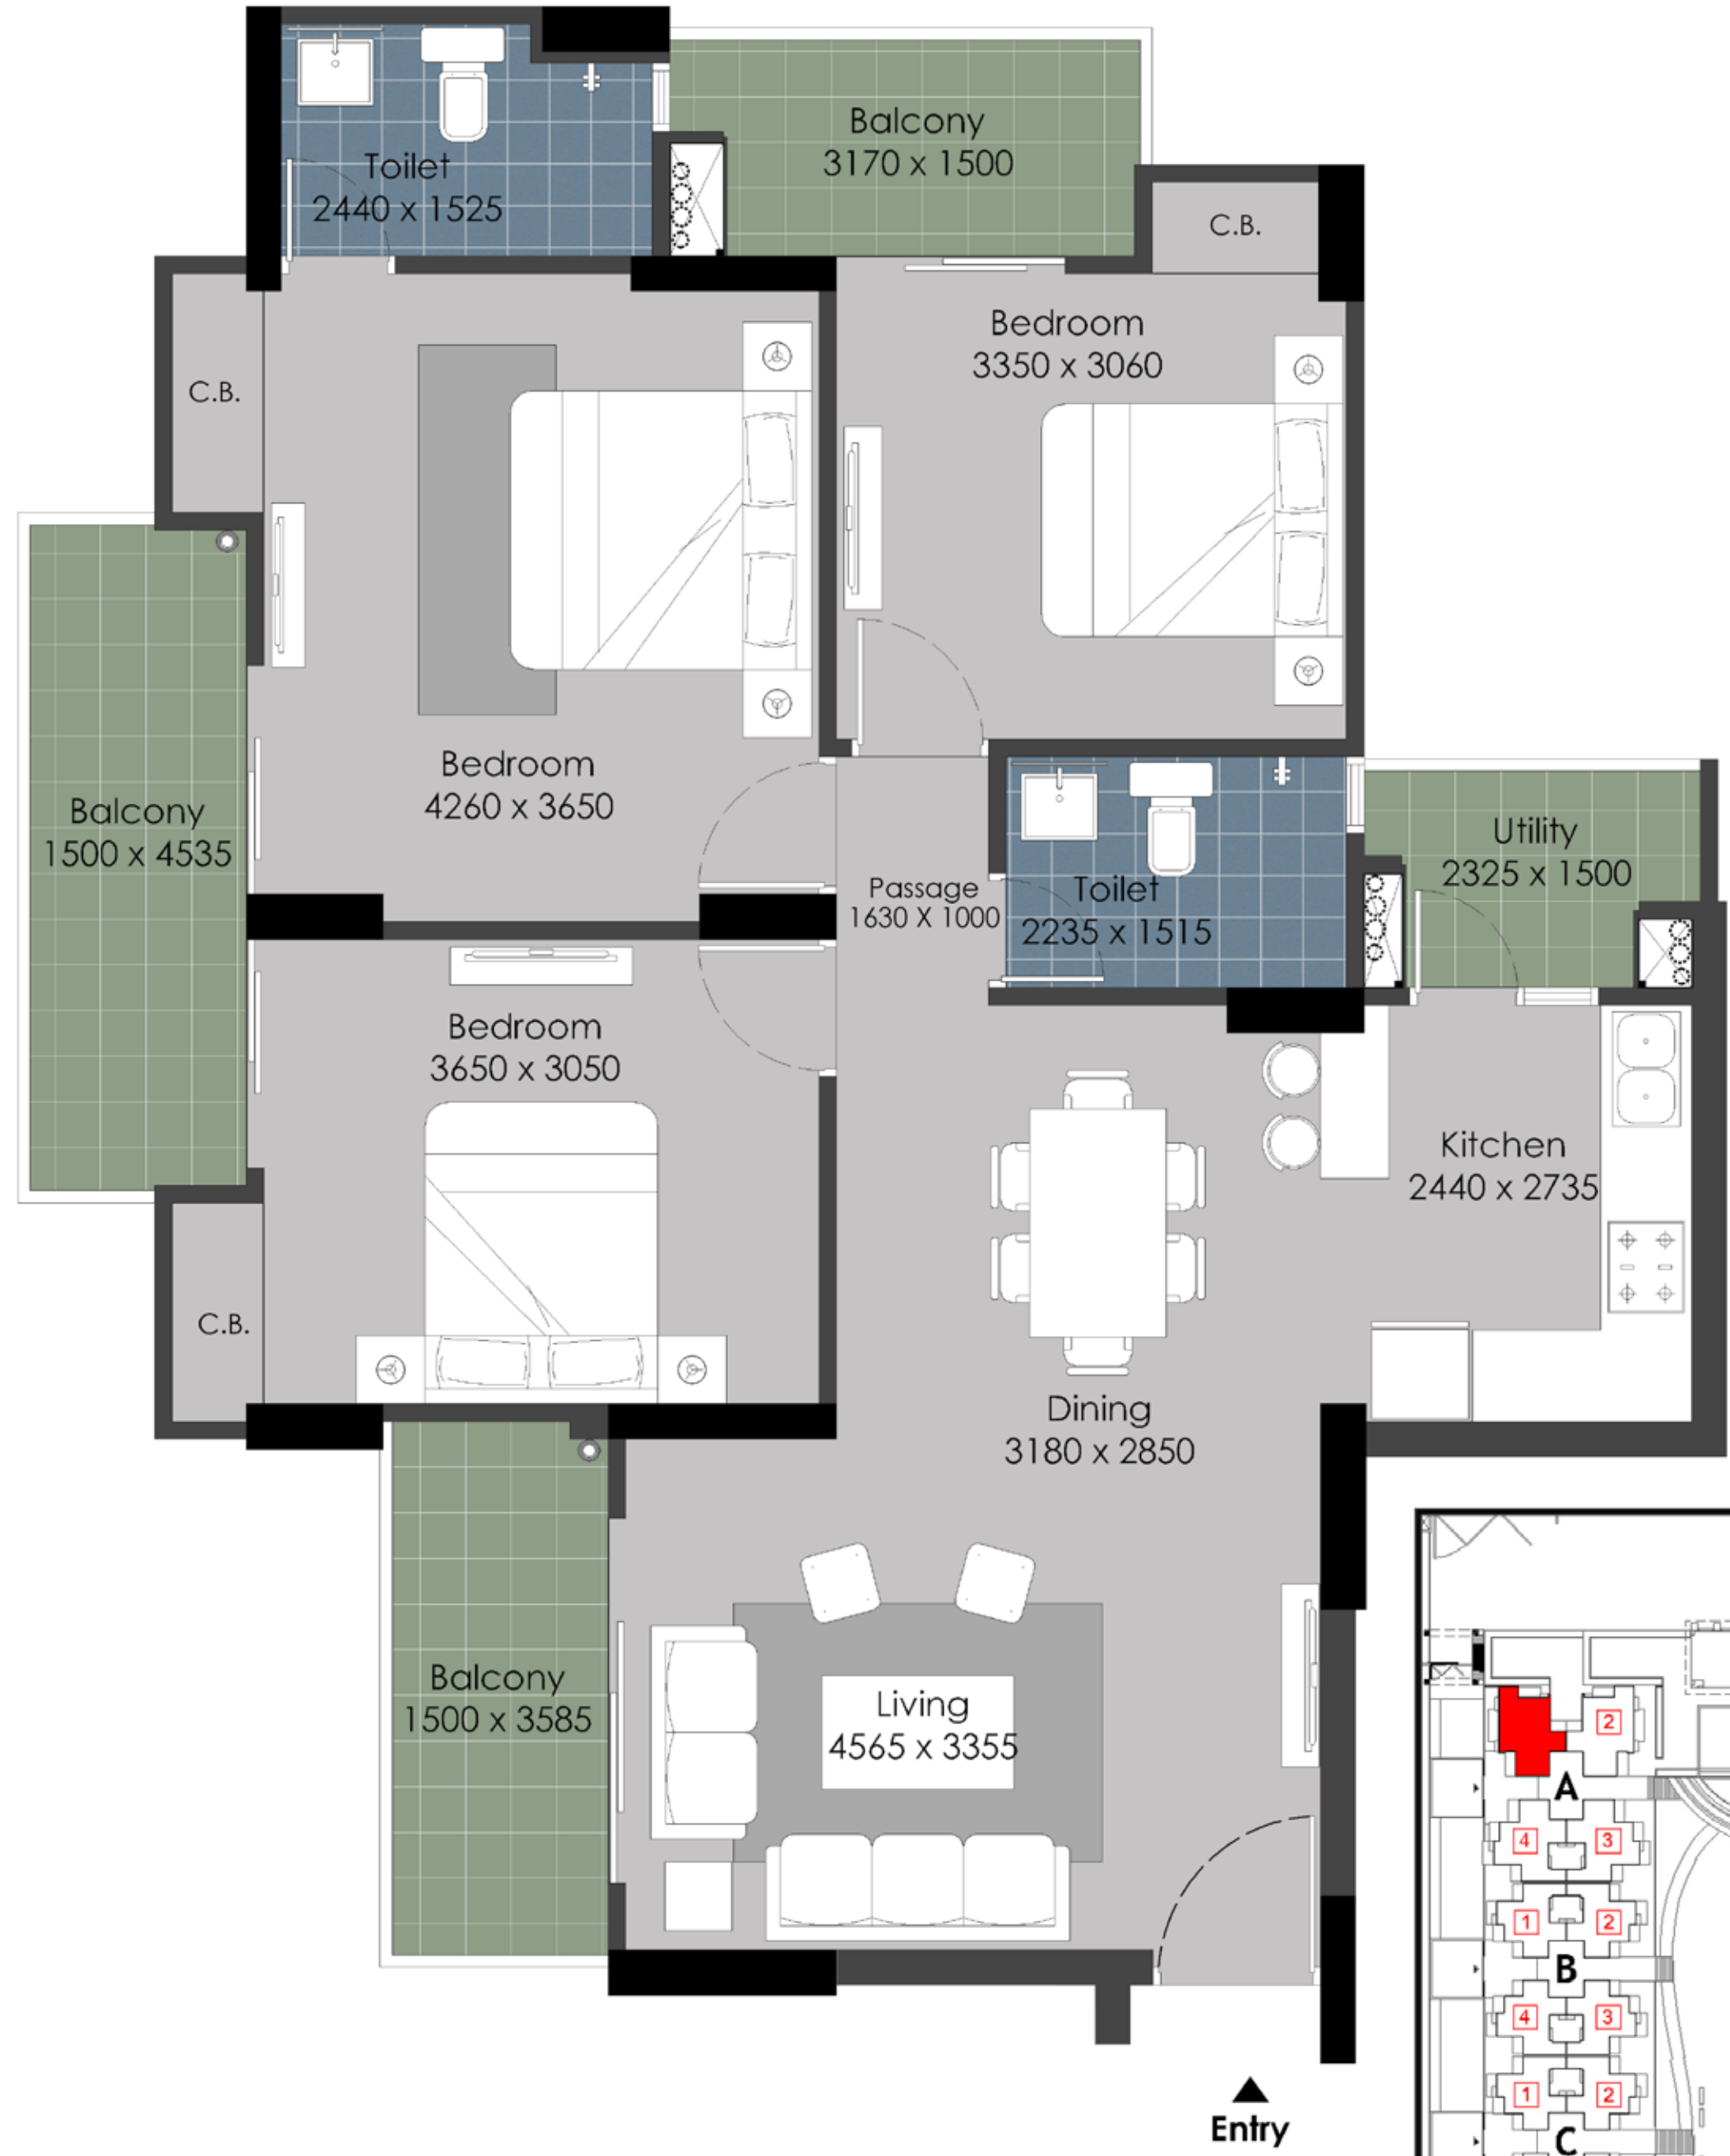 Balcony
3170 x 1500
Toilet
2440 x 1525
C.B.
Bedroom
3350 x 3060
C.B.
Bedroom
4260 x 3650
Balcony
1500 x 4535
Utility
2325 x 1500
Passage
1630 X 1000
Toilet
2235 x 1515
Bedroom
3650 x 3050
Kitchen
2440 x 2735
C.B.
Dining
3180 x 2850
Balcony
1500 x 3585
Living
4565 x 3355
2
A
4 3
1 2
B
4 3
1 2
C
Entry